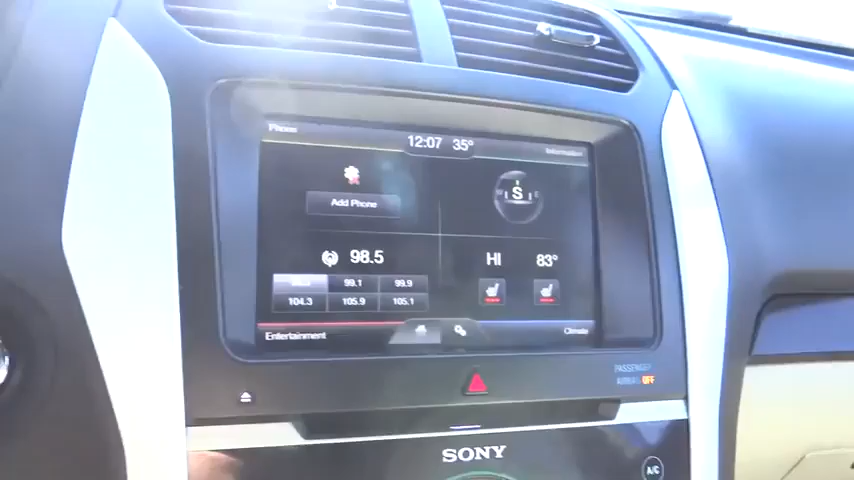 Phone
12:07 35°
Information
Add Phone
S
98.5
HI 83°
99.1 99.9
104.3 105.9 105.1
Entertainment
Climate
PASSENGER
AIRBAG OFF
SONY
A/C